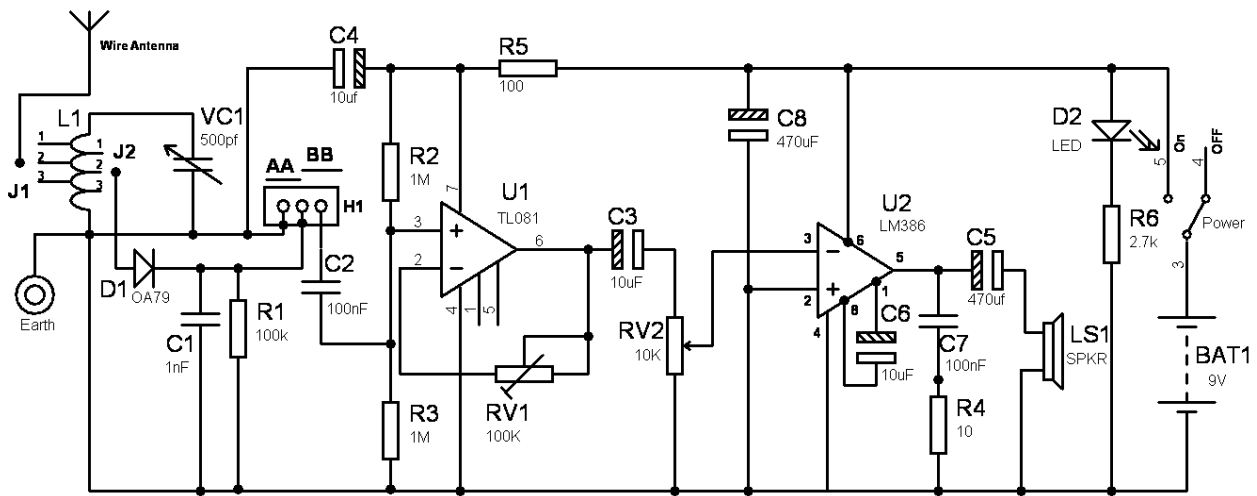 Wire Antenna
L1
1
2
3
1
2
3
J1
J2
VC1
500pf
Earth
D1
OA79
C1
1nF
R1
100k
AA
BB
H1
C2
100nF
C4
10uf
R2
1M
R3
1M
R5
100
U1
TL081
7
3
2
6
4
1
5
RV1
100K
C3
10uF
RV2
10K
C8
470uF
U2
LM386
3
2
6
5
1
8
4
C6
10uF
C5
470uf
C7
100nF
R4
10
LS1
SPKR
D2
LED
R6
2.7k
On
5
OFF
4
Power
3
BAT1
9V